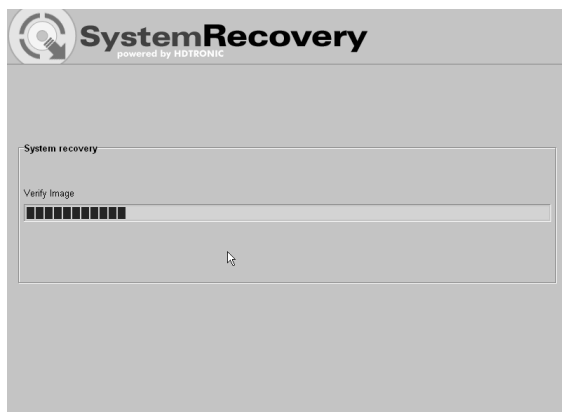 SystemRecovery
powered by HDTRONIC
System recovery
Verify Image